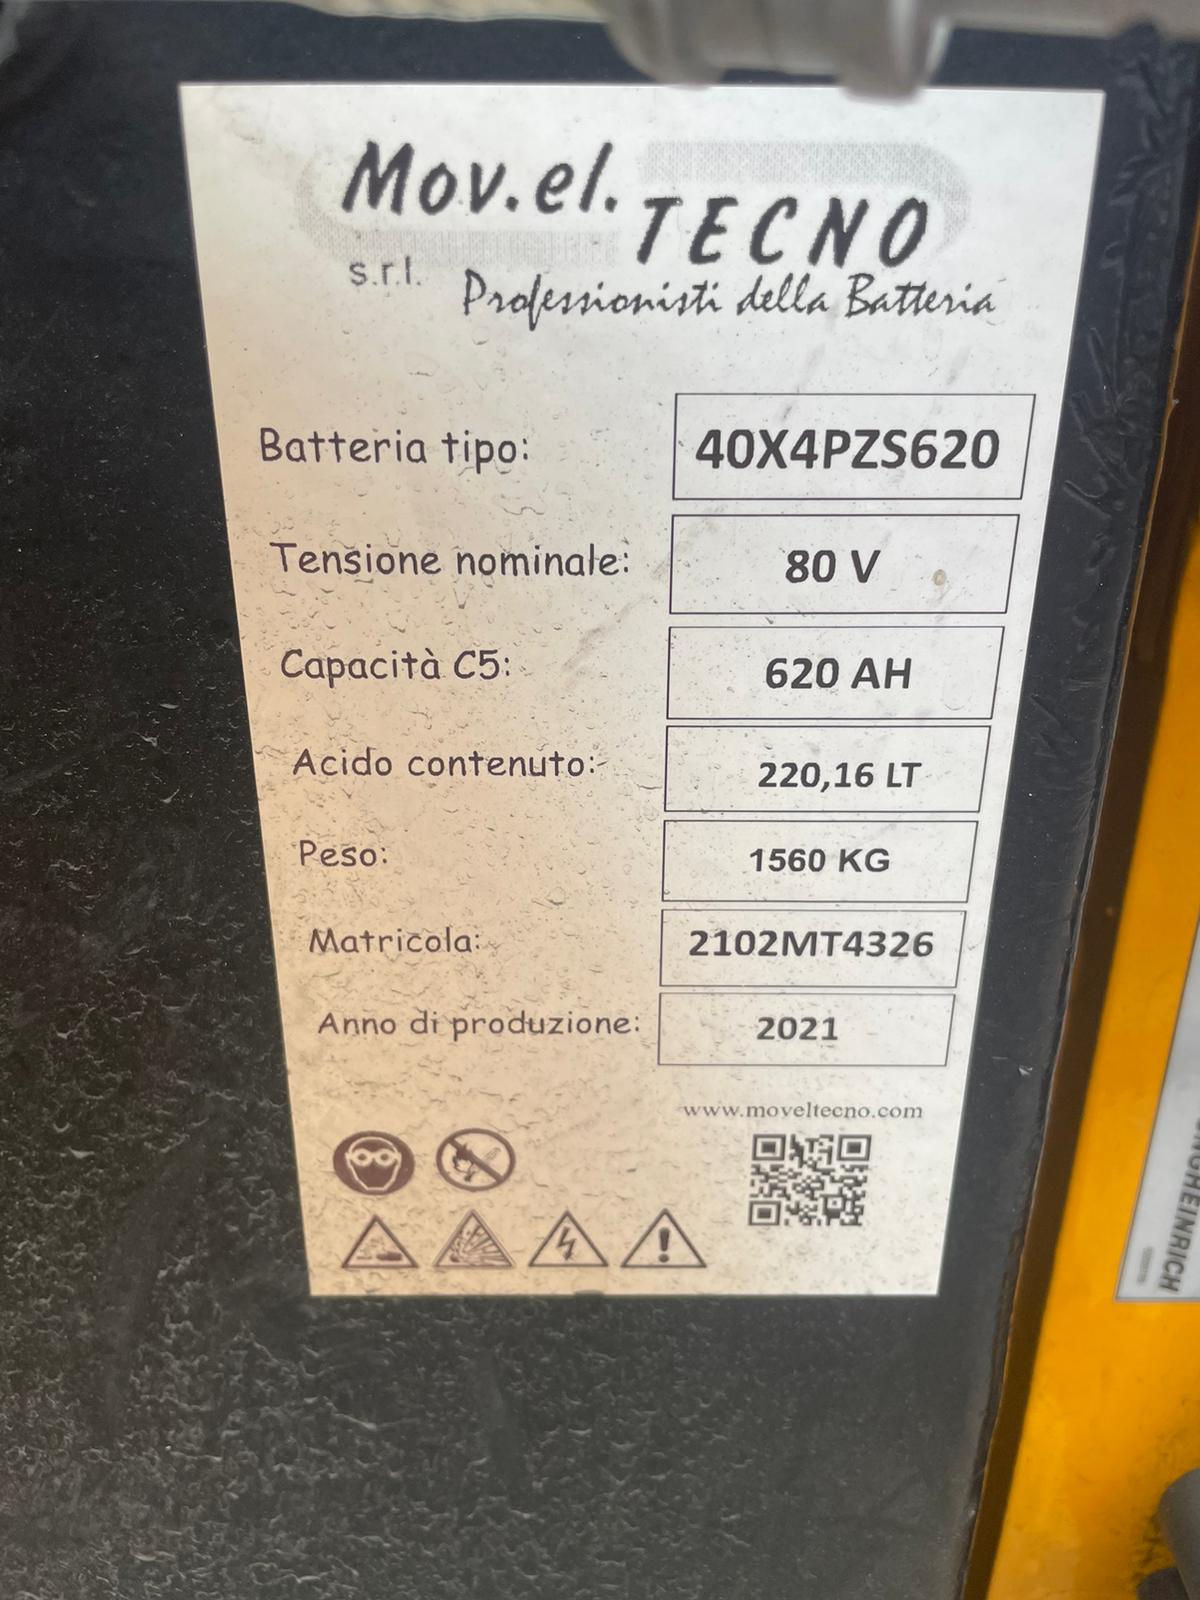 Mov.el.
TECNO
s.r.l.
Professionisti della Batteria
Batteria tipo: 40X4PZS620
Tensione nominale: 80 V
Capacità C5: 620 AH
Acido contenuto: 220,16 LT
Peso: 1560 KG
Matricola: 2102MT4326
Anno di produzione: 2021
www.moveltecno.com